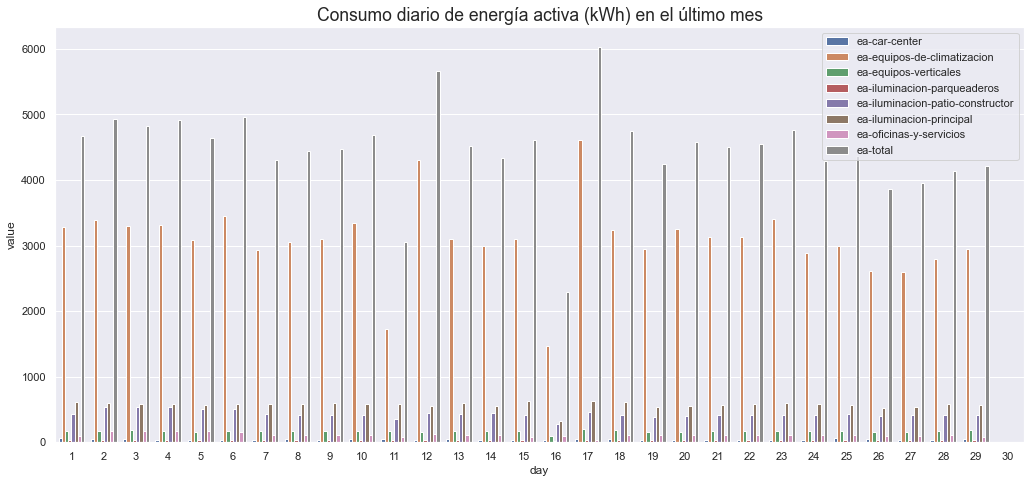 Consumo diario de energía activa (kWh) en el último mes
ea-car-center
ea-equipos-de-climatizacion
ea-equipos-verticales
ea-iluminacion-parqueaderos
ea-iluminacion-patio-constructor
ea-iluminacion-principal
ea-oficinas-y-servicios
ea-total
value
6000
5000
4000
3000
2000
1000
0
1 2 3 4 5 6 7 8 9 10 11 12 13 14 15 16 17 18 19 20 21 22 23 24 25 26 27 28 29 30
day